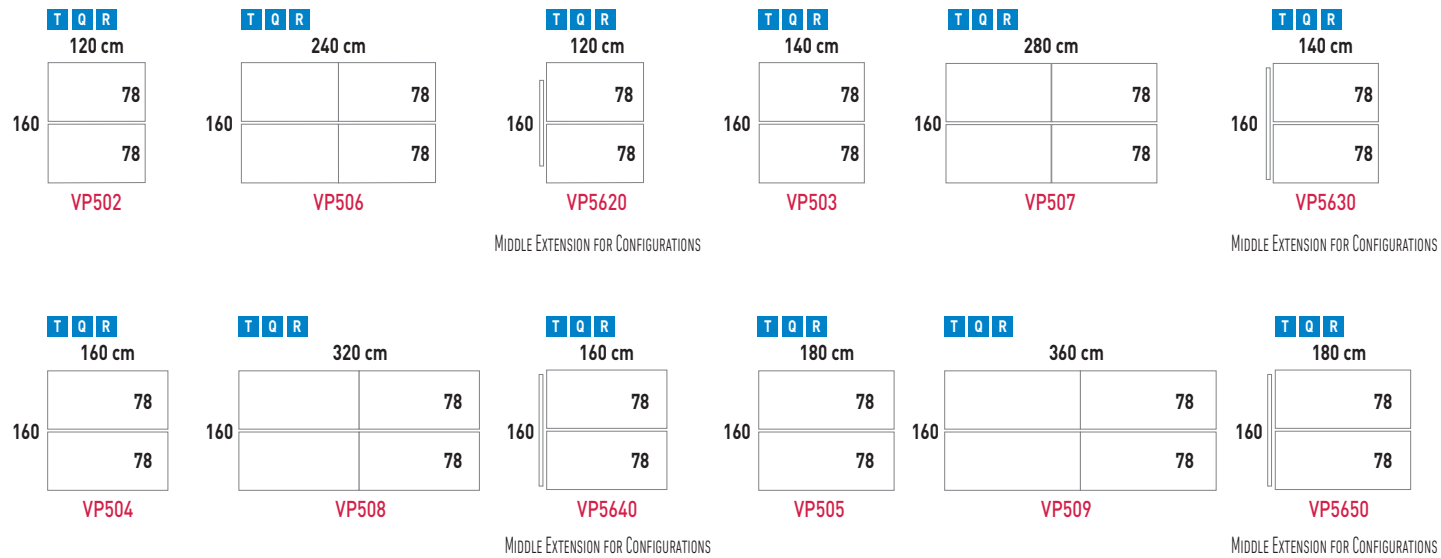 T Q R
120 cm
160
78
78
VP502
T Q R
240 cm
160
78
78
VP506
T Q R
120 cm
160
78
78
VP5620
MIDDLE EXTENSION FOR CONFIGURATIONS
T Q R
140 cm
160
78
78
VP503
T Q R
280 cm
160
78
78
VP507
T Q R
140 cm
160
78
78
VP5630
MIDDLE EXTENSION FOR CONFIGURATIONS
T Q R
160 cm
160
78
78
VP504
T Q R
320 cm
160
78
78
VP508
T Q R
160 cm
160
78
78
VP5640
MIDDLE EXTENSION FOR CONFIGURATIONS
T Q R
180 cm
160
78
78
VP505
T Q R
360 cm
160
78
78
VP509
T Q R
180 cm
160
78
78
VP5650
MIDDLE EXTENSION FOR CONFIGURATIONS